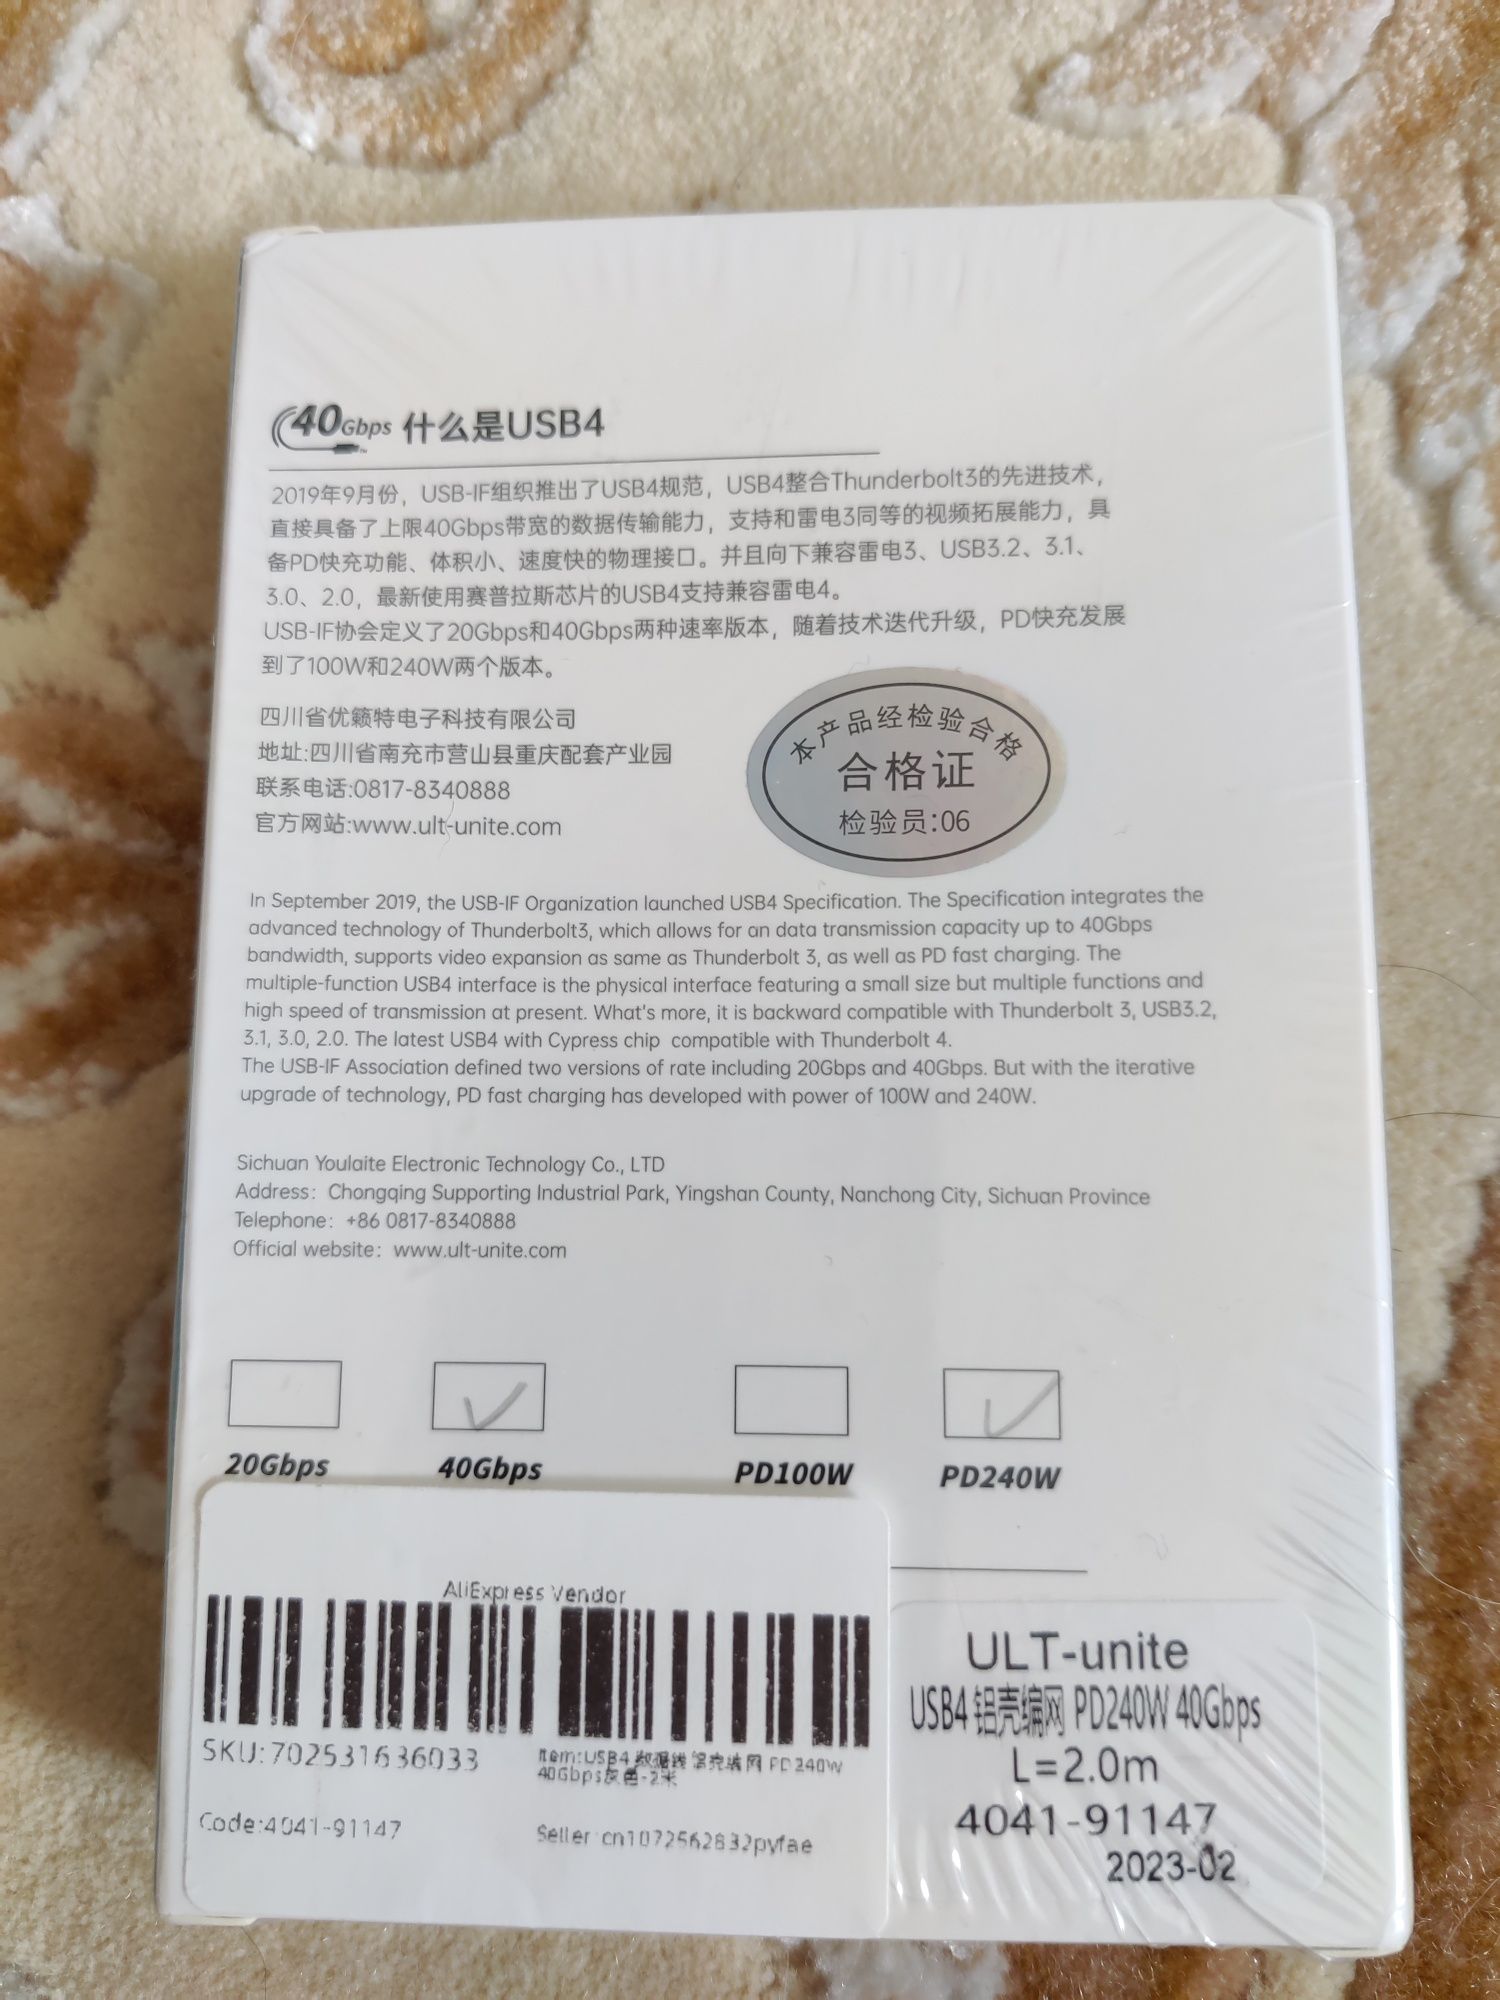 40Gbps 什么是USB4
2019年9月份，USB-IF组织推出了USB4规范，USB4整合Thunderbolt3的先进技术，
直接具备了上限40Gbps带宽的数据传输能力，支持和雷电3同等的视频拓展能力，具
备PD快充功能、体积小、速度快的物理接口。并且向下兼容雷电3、USB3.2、3.1、
3.0、2.0，最新使用赛普拉斯芯片的USB4支持兼容雷电4。
USB-IF协会定义了20Gbps和40Gbps两种速率版本，随着技术迭代升级，PD快充发展
到了100W和240W两个版本。
四川省优籁特电子科技有限公司
地址:四川省南充市营山县重庆配套产业园
联系电话:0817-8340888
官方网站:www.ult-unite.com
本产品经检验合格
合格证
检验员:06
In September 2019, the USB-IF Organization launched USB4 Specification. The Specification integrates the
advanced technology of Thunderbolt3, which allows for an data transmission capacity up to 40Gbps
bandwidth, supports video expansion as same as Thunderbolt 3, as well as PD fast charging. The
multiple-function USB4 interface is the physical interface featuring a small size but multiple functions and
high speed of transmission at present. What's more, it is backward compatible with Thunderbolt 3, USB3.2,
3.1, 3.0, 2.0. The latest USB4 with Cypress chip compatible with Thunderbolt 4.
The USB-IF Association defined two versions of rate including 20Gbps and 40Gbps. But with the iterative
upgrade of technology, PD fast charging has developed with power of 100W and 240W.
Sichuan Youlaite Electronic Technology Co., LTD
Address: Chongqing Supporting Industrial Park, Yingshan County, Nanchong City, Sichuan Province
Telephone: +86 0817-8340888
Official website: www.ult-unite.com
20Gbps 40Gbps PD100W PD240W
AliExpress Vendor
SKU:702531636033
Item:USB4 数据线 铝壳编网 PD240W
40Gbps灰色-2米
Code:4041-91147
Seller:cn1072562832pyfae
ULT-unite
USB4 铝壳编网 PD240W 40Gbps
L=2.0m
4041-91147
2023-02